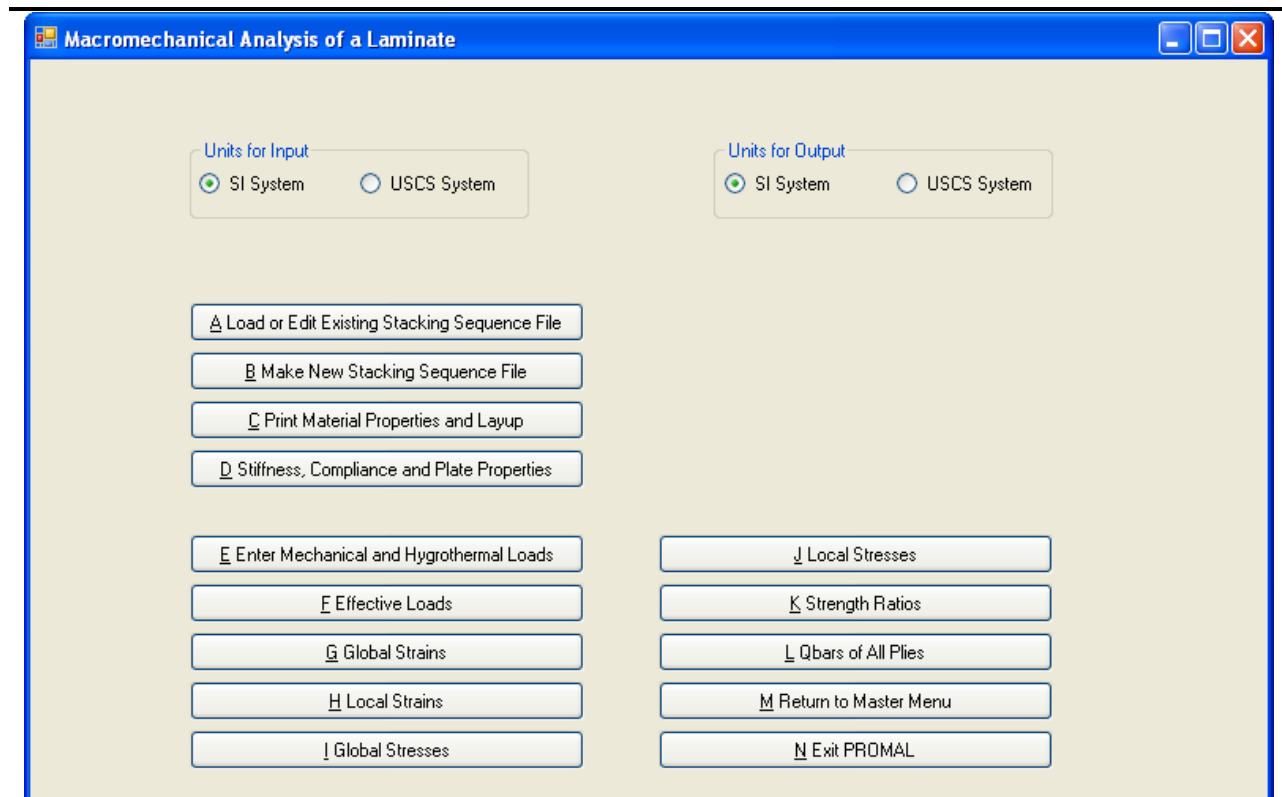 Macromechanical Analysis of a Laminate
Units for Input
SI System
USCS System
Units for Output
SI System
USCS System
A Load or Edit Existing Stacking Sequence File
B Make New Stacking Sequence File
C Print Material Properties and Layup
D Stiffness, Compliance and Plate Properties
E Enter Mechanical and Hygrothermal Loads
F Effective Loads
G Global Strains
H Local Strains
I Global Stresses
J Local Stresses
K Strength Ratios
L Qbars of All Plies
M Return to Master Menu
N Exit PROMAL